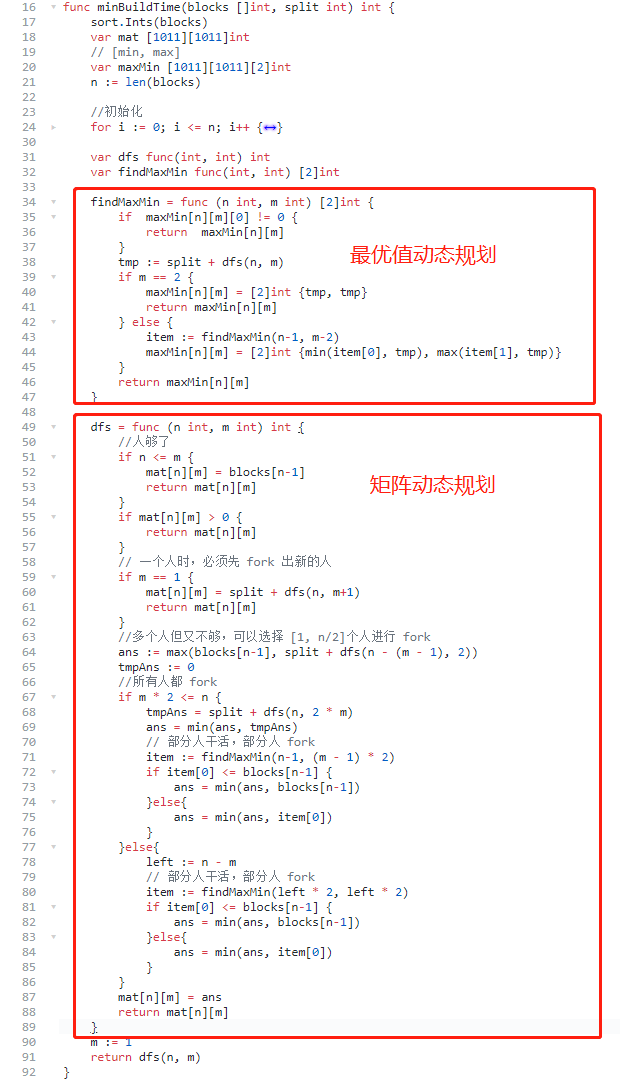 16 func minBuildTime(blocks []int, split int) int {
17     sort.Ints(blocks)
18     var mat [1011][1011]int
19     // [min, max]
20     var maxMin [1011][1011][2]int
21     n := len(blocks)
22
23     //初始化
24     for i := 0; i <= n; i++ {↔}
30
31     var dfs func(int, int) int
32     var findMaxMin func(int, int) [2]int
33
34     findMaxMin = func (n int, m int) [2]int {
35         if  maxMin[n][m][0] != 0 {
36             return  maxMin[n][m]
37         }
最优值动态规划
38         tmp := split + dfs(n, m)
39         if m == 2 {
40             maxMin[n][m] = [2]int {tmp, tmp}
41             return maxMin[n][m]
42         } else {
43             item := findMaxMin(n-1, m-2)
44             maxMin[n][m] = [2]int {min(item[0], tmp), max(item[1], tmp)}
45         }
46         return maxMin[n][m]
47     }
48
49     dfs = func (n int, m int) int {
50         //人够了
51         if n <= m {
52             mat[n][m] = blocks[n-1]
53             return mat[n][m]
矩阵动态规划
54         }
55         if mat[n][m] > 0 {
56             return mat[n][m]
57         }
58         // 一个人时，必须先 fork 出新的人
59         if m == 1 {
60             mat[n][m] = split + dfs(n, m+1)
61             return mat[n][m]
62         }
63         //多个人但又不够，可以选择 [1, n/2]个人进行 fork
64         ans := max(blocks[n-1], split + dfs(n - (m - 1), 2))
65         tmpAns := 0
66         //所有人都 fork
67         if m * 2 <= n {
68             tmpAns = split + dfs(n, 2 * m)
69             ans = min(ans, tmpAns)
70             // 部分人干活，部分人 fork
71             item := findMaxMin(n-1, (m - 1) * 2)
72             if item[0] <= blocks[n-1] {
73                 ans = min(ans, blocks[n-1])
74             }else{
75                 ans = min(ans, item[0])
76             }
77         }else{
78             left := n - m
79             // 部分人干活，部分人 fork
80             item := findMaxMin(left * 2, left * 2)
81             if item[0] <= blocks[n-1] {
82                 ans = min(ans, blocks[n-1])
83             }else{
84                 ans = min(ans, item[0])
85             }
86         }
87         mat[n][m] = ans
88         return mat[n][m]
89     }
90     m := 1
91     return dfs(n, m)
92 }